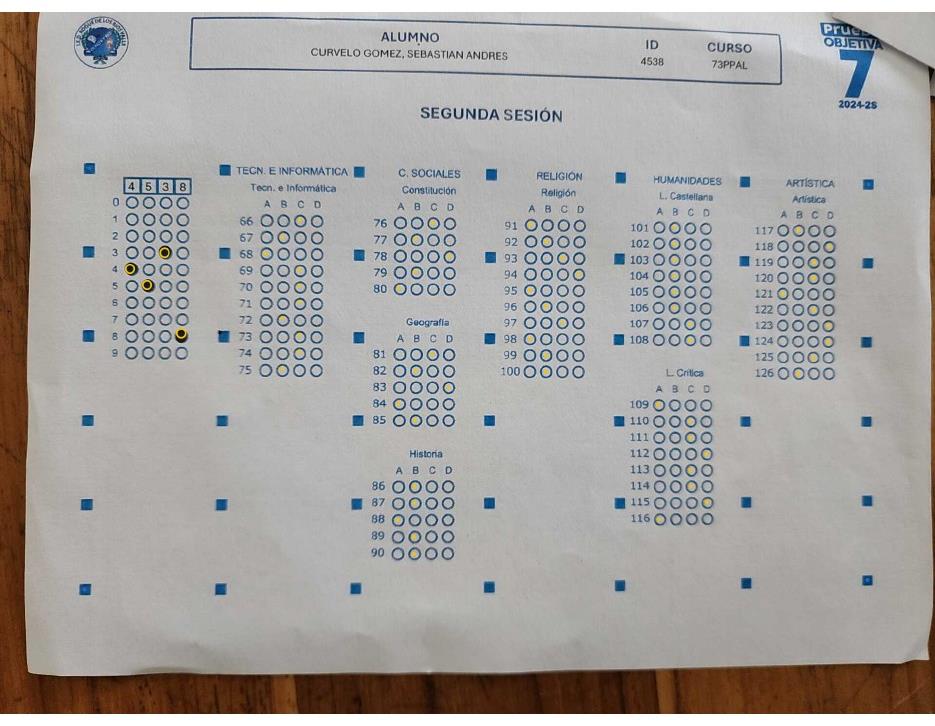 I.E.D. ROQUE DE LOS RIOS VALLE
ALUMNO
CURVELO GOMEZ, SEBASTIAN ANDRES
ID
4538
CURSO
73PPAL
Prueba
OBJETIVA
7
2024-2S
SEGUNDA SESIÓN
4 5 3 8
0
1
2
3
4
5
6
7
8
9
TECN. E INFORMÁTICA
Tecn. e Informática
A B C D
66
67
68
69
70
71
72
73
74
75
C. SOCIALES
Constitución
A B C D
76
77
78
79
80
Geografía
A B C D
81
82
83
84
85
Historia
A B C D
86
87
88
89
90
RELIGIÓN
Religión
A B C D
91
92
93
94
95
96
97
98
99
100
HUMANIDADES
L. Castellana
A B C D
101
102
103
104
105
106
107
108
L. Crítica
A B C D
109
110
111
112
113
114
115
116
ARTÍSTICA
Artística
A B C D
117
118
119
120
121
122
123
124
125
126